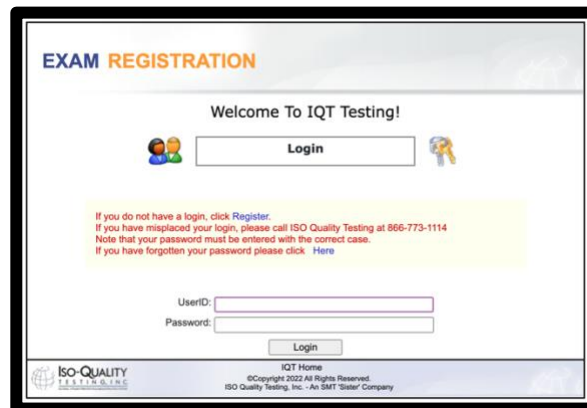 EXAM REGISTRATION
Welcome To IQT Testing!
Login
If you do not have a login, click Register.
If you have misplaced your login, please call ISO Quality Testing at 866-773-1114
Note that your password must be entered with the correct case.
If you have forgotten your password please click Here
UserID:
Password:
Login
ISO-QUALITY
TESTING, INC
IQT Home
©Copyright 2022 All Rights Reserved.
ISO Quality Testing, Inc. - An SMT 'Sister' Company